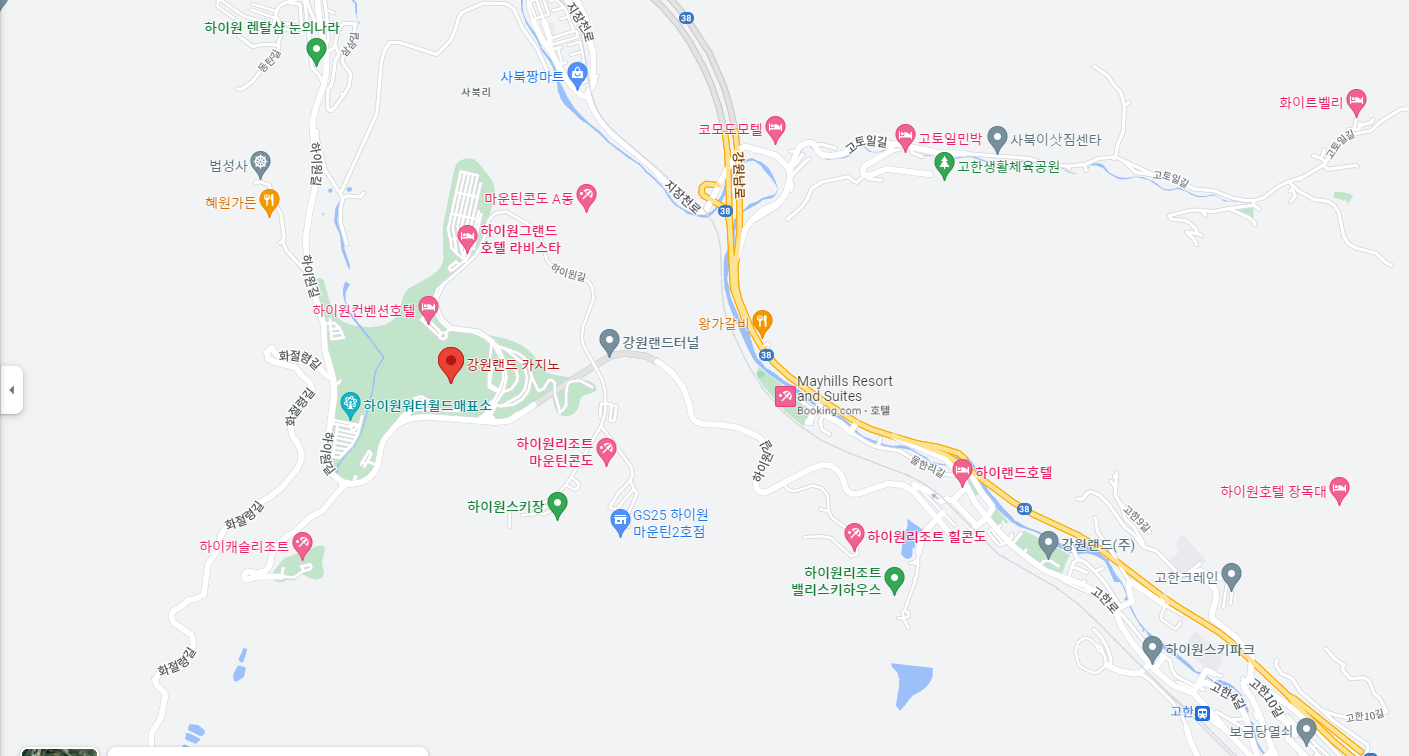 38
지장천로
하이원 렌탈샵 눈의나라
삼삼길
동탄길
사북짱마트
사북리
화이트벨리
코모도모텔
고토일길
고토일민박
사북이삿짐센타
고토일길
하이원길
강원남로
법성사
고한생활체육공원
고토일길
지장천로
마운틴콘도 A동
혜원가든
38
하이원그랜드
호텔 라비스타
하이원길
하이원길
하이원컨벤션호텔
왕가갈비
강원랜드터널
화절령길
38
강원랜드 카지노
Mayhills Resort
and Suites
Booking.com - 호텔
화절령길
하이원워터월드매표소
하이원길
하이원리조트
마운틴콘도
하이원길
물한리길
하이랜드호텔
하이원호텔 장독대
하이원스키장
38
GS25 하이원
마운틴2호점
화절령길
고한9길
하이원리조트 힐콘도
하이캐슬리조트
강원랜드(주)
하이원리조트
밸리스키하우스
고한크레인
고한로
하이원스키파크
화절령길
고한4길
고한10길
고한
고한10길
보금당열쇠